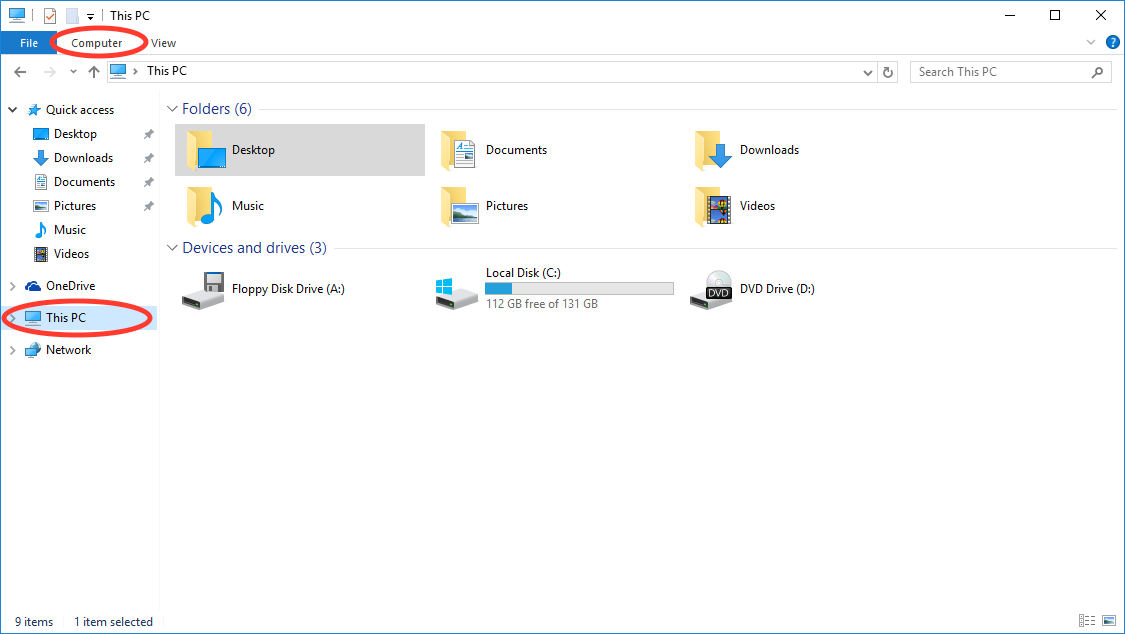 This PC
File Computer View
This PC
Search This PC
Quick access
Desktop
Downloads
Documents
Pictures
Music
Videos
OneDrive
This PC
Network
Folders (6)
Desktop
Documents
Downloads
Music
Pictures
Videos
Devices and drives (3)
Floppy Disk Drive (A:)
Local Disk (C:)
112 GB free of 131 GB
DVD
DVD Drive (D:)
9 items 1 item selected